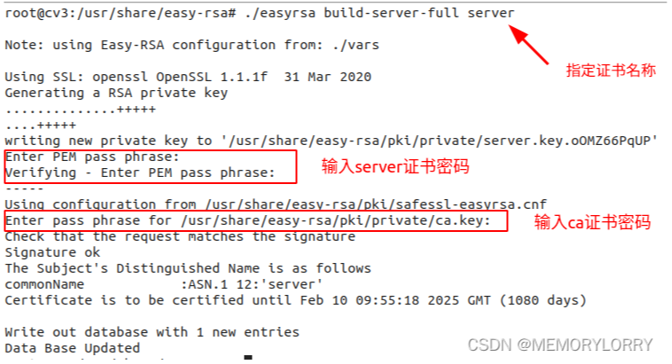 root@cv3:/usr/share/easy-rsa# ./easyrsa build-server-full server
Note: using Easy-RSA configuration from: ./vars
指定证书名称
Using SSL: openssl OpenSSL 1.1.1f  31 Mar 2020
Generating a RSA private key
..............+++++
....+++++
writing new private key to '/usr/share/easy-rsa/pki/private/server.key.oOMZ66PqUP'
Enter PEM pass phrase:
输入server证书密码
Verifying - Enter PEM pass phrase:
-----
Using configuration from /usr/share/easy-rsa/pki/safessl-easyrsa.cnf
Enter pass phrase for /usr/share/easy-rsa/pki/private/ca.key:
输入ca证书密码
Check that the request matches the signature
Signature ok
The Subject's Distinguished Name is as follows
commonName            :ASN.1 12:'server'
Certificate is to be certified until Feb 10 09:55:18 2025 GMT (1080 days)
Write out database with 1 new entries
Data Base Updated
CSDN @MEMORYLORRY